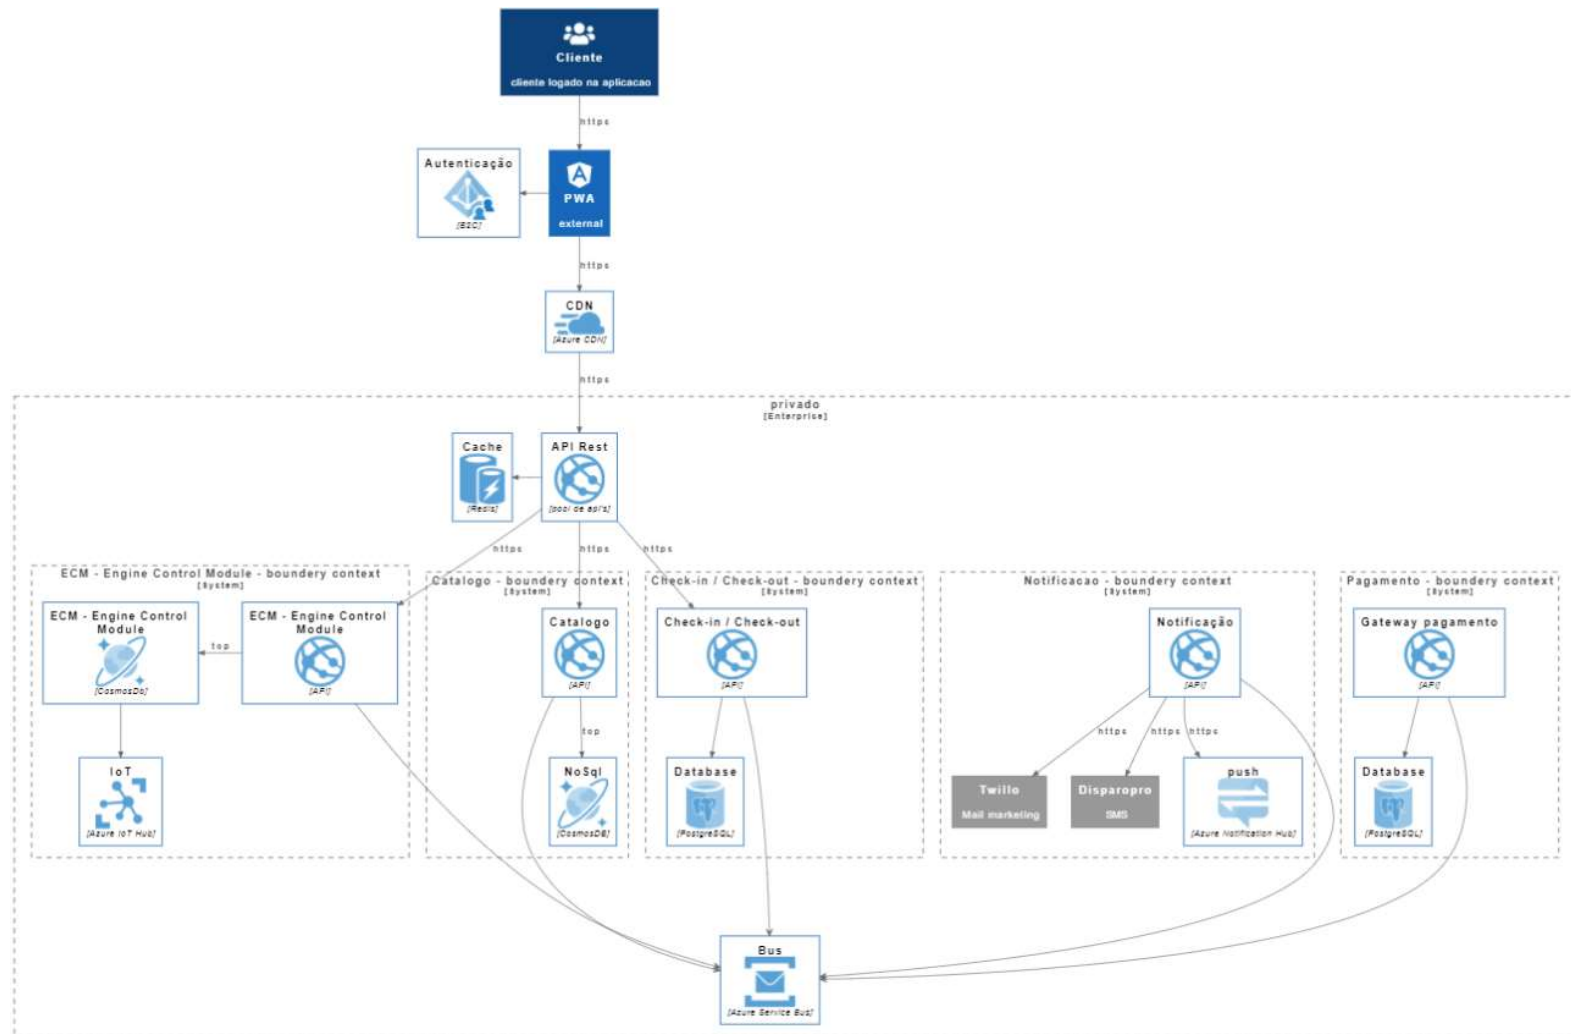 Cliente
cliente logado na aplicacao
https
Autenticação
[B2C]
PWA
external
https
CDN
[Azure CDN]
https
privado
[Enterprise]
Cache
[Redis]
API Rest
[pool de api's]
https
https
https
ECM - Engine Control Module - boundery context
[System]
ECM - Engine Control
Module
[CosmosDb]
tcp
ECM - Engine Control
Module
[API]
IoT
[Azure IoT Hub]
Catalogo - boundery context
[System]
Catalogo
[API]
tcp
NoSql
[CosmosDB]
Check-in / Check-out - boundery context
[System]
Check-in / Check-out
[API]
Database
[PostgreSQL]
Notificacao - boundery context
[System]
Notificação
[API]
https
https
https
Twillo
Mail marketing
Disparopro
SMS
push
[Azure Notification Hub]
Pagamento - boundery context
[System]
Gateway pagamento
[API]
Database
[PostgreSQL]
Bus
[Azure Service Bus]